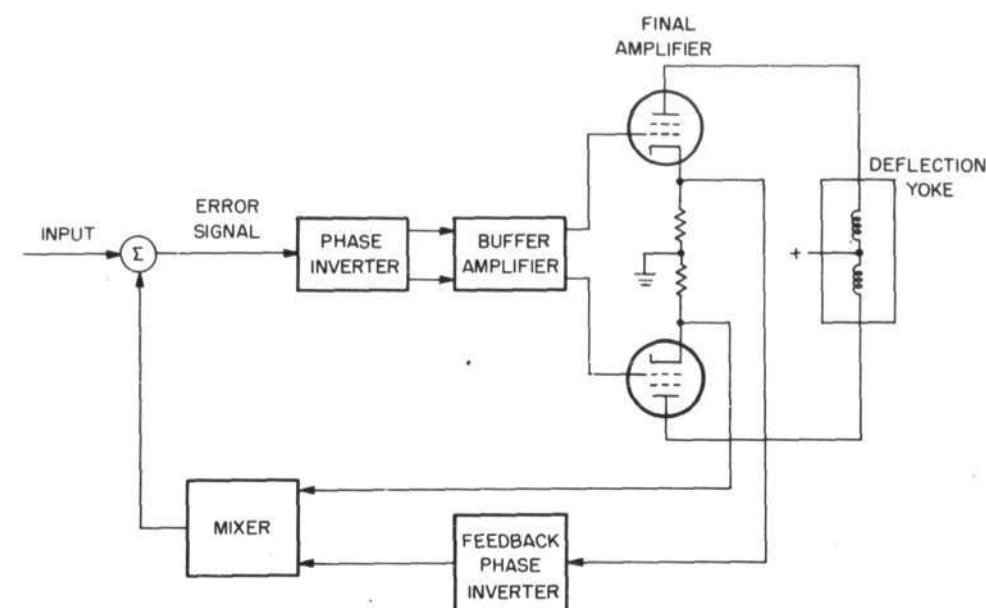 FINAL
AMPLIFIER
DEFLECTION
YOKE
INPUT
Σ
ERROR
SIGNAL
PHASE
INVERTER
BUFFER
AMPLIFIER
+
MIXER
FEEDBACK
PHASE
INVERTER